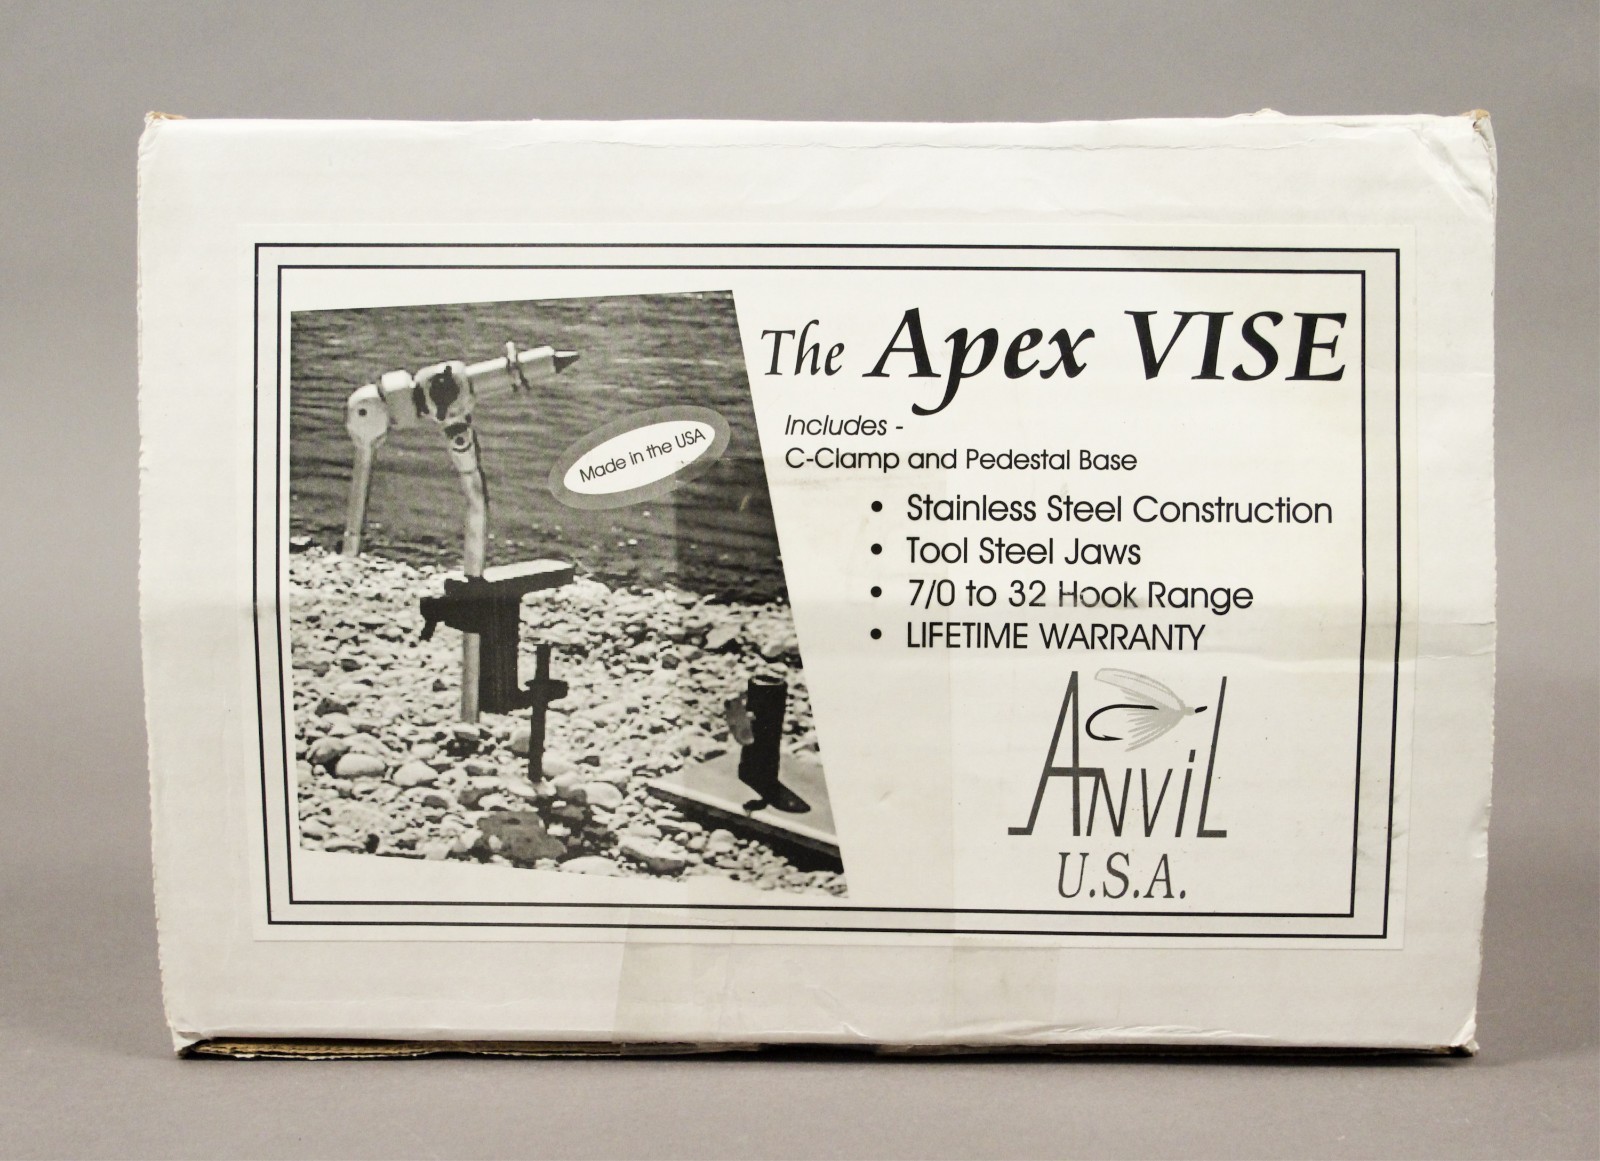 The Apex VISE
Made in the USA
Includes -
C-Clamp and Pedestal Base
• Stainless Steel Construction
• Tool Steel Jaws
• 7/0 to 32 Hook Range
• LIFETIME WARRANTY
ANViL
U.S.A.